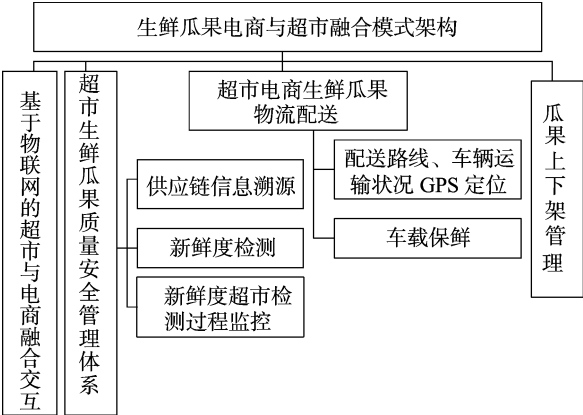 生鲜瓜果电商与超市融合模式架构
基于物联网的超市与电商融合交互
超市生鲜瓜果质量安全管理体系
超市电商生鲜瓜果
物流配送
瓜果上下架管理
供应链信息溯源
新鲜度检测
新鲜度超市检
测过程监控
配送路线、车辆运
输状况 GPS 定位
车载保鲜